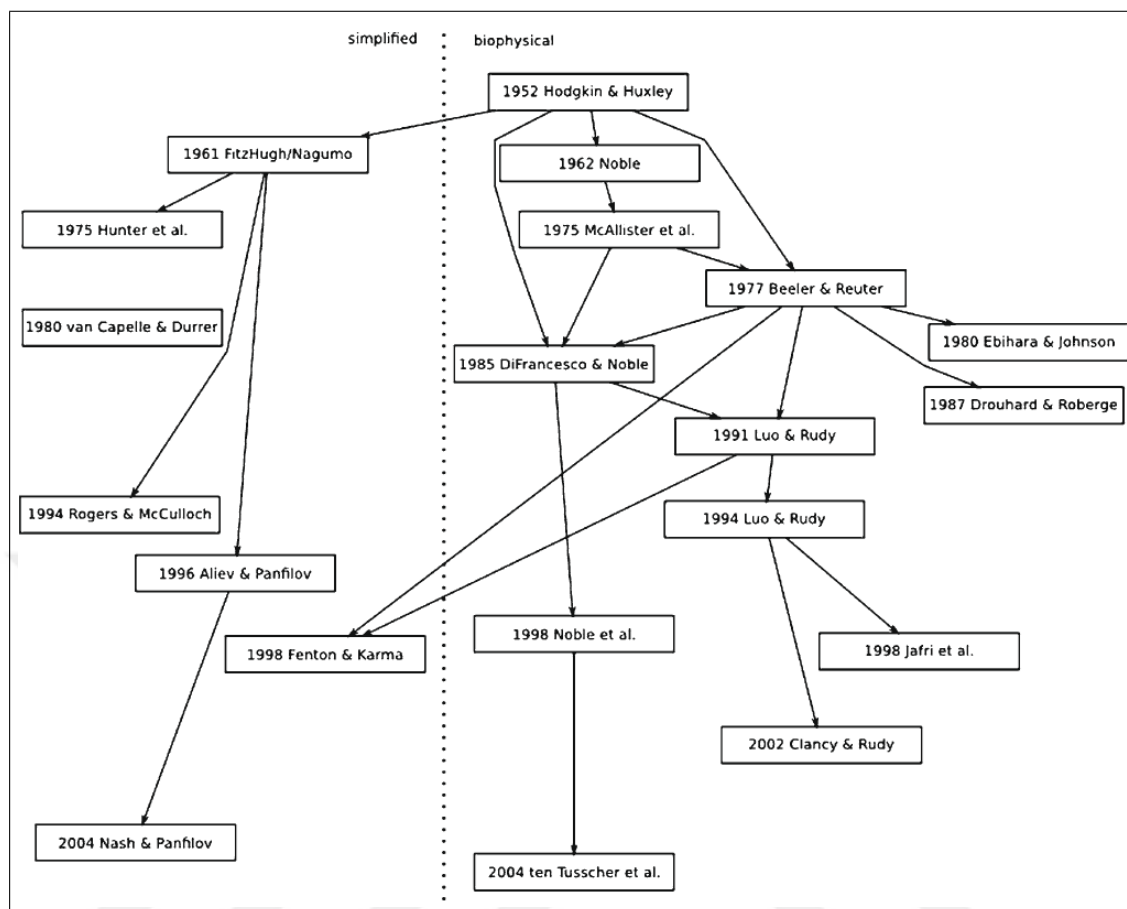 simplified
biophysical
1952 Hodgkin & Huxley
1961 FitzHugh/Nagumo
1962 Noble
1975 Hunter et al.
1975 McAllister et al.
1977 Beeler & Reuter
1980 van Capelle & Durrer
1980 Ebihara & Johnson
1985 DiFrancesco & Noble
1987 Drouhard & Roberge
1991 Luo & Rudy
1994 Rogers & McCulloch
1994 Luo & Rudy
1996 Aliev & Panfilov
1998 Noble et al.
1998 Fenton & Karma
1998 Jafri et al.
2002 Clancy & Rudy
2004 Nash & Panfilov
2004 ten Tusscher et al.